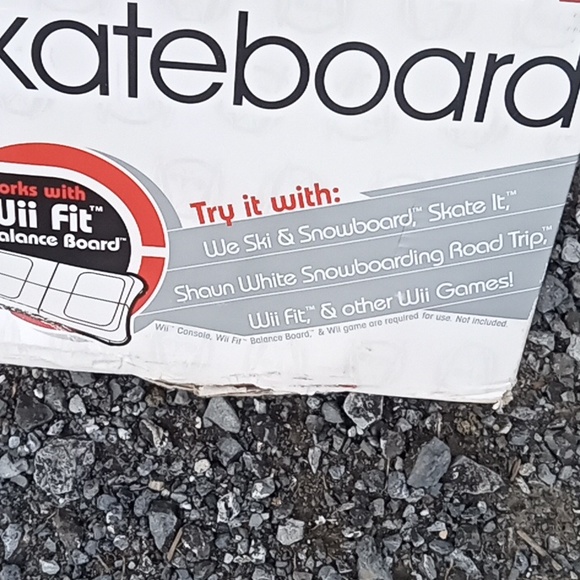 kateboard
orks with
Wii Fit™
alance Board™
Try it with:
We Ski & Snowboard,™ Skate It,™
Shaun White Snowboarding Road Trip,™
Wii Fit,™ & other Wii Games!
Wii™ Console, Wii Fit™ Balance Board,™ & Wii game are required for use. Not included.